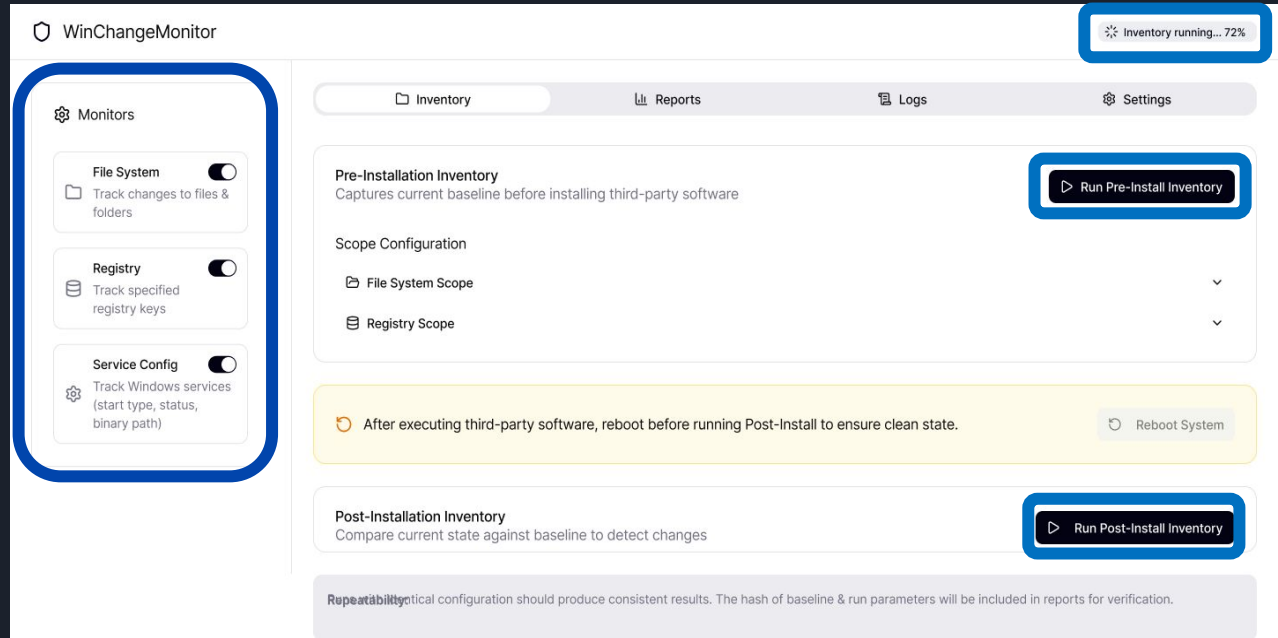 WinChangeMonitor
Inventory running... 72%
Monitors
File System
Track changes to files &
folders
Registry
Track specified
registry keys
Service Config
Track Windows services
(start type, status,
binary path)
Inventory
Reports
Logs
Settings
Pre-Installation Inventory
Captures current baseline before installing third-party software
Run Pre-Install Inventory
Scope Configuration
File System Scope
Registry Scope
After executing third-party software, reboot before running Post-Install to ensure clean state.
Reboot System
Post-Installation Inventory
Compare current state against baseline to detect changes
Run Post-Install Inventory
Repeatability: configuration should produce consistent results. The hash of baseline & run parameters will be included in reports for verification.